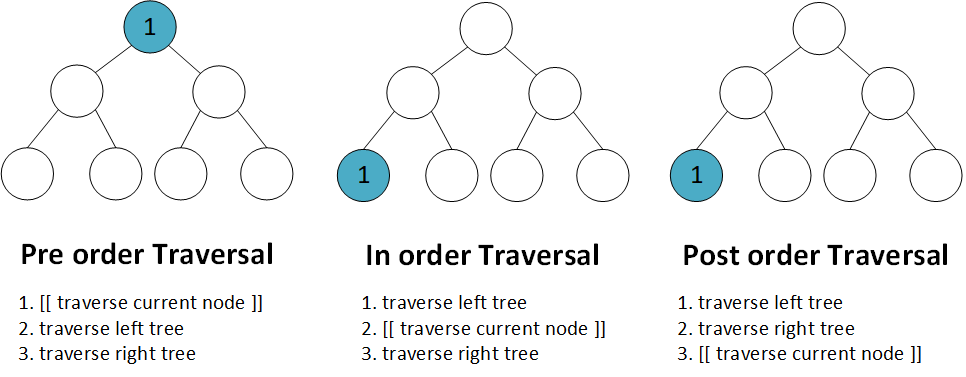 1
1
1
Pre order Traversal
1. [[ traverse current node ]]
2. traverse left tree
3. traverse right tree
In order Traversal
1. traverse left tree
2. [[ traverse current node ]]
3. traverse right tree
Post order Traversal
1. traverse left tree
2. traverse right tree
3. [[ traverse current node ]]